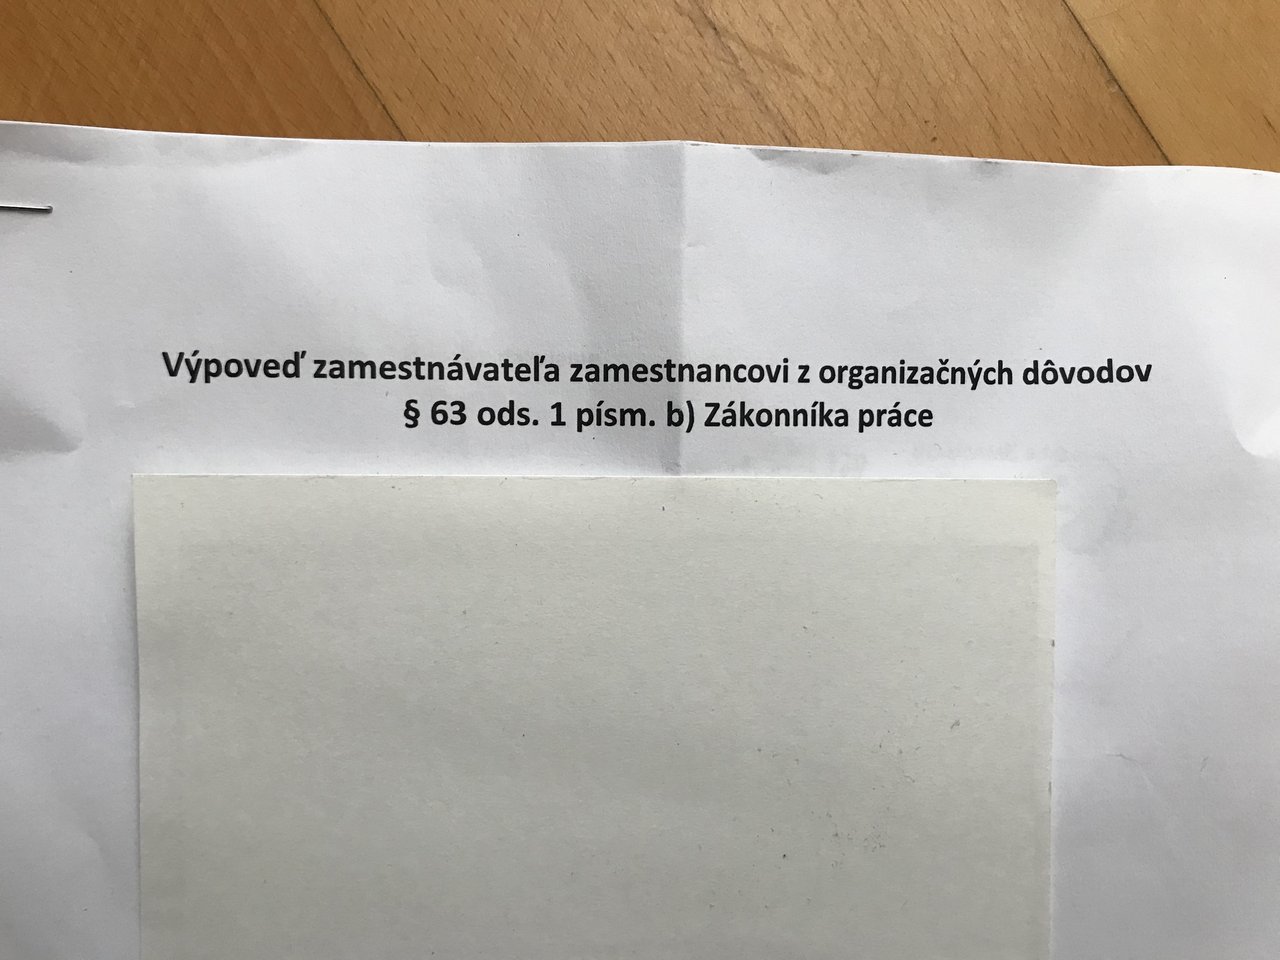 Výpoveď zamestnávateľa zamestnancovi z organizačných dôvodov
§ 63 ods. 1 písm. b) Zákonníka práce